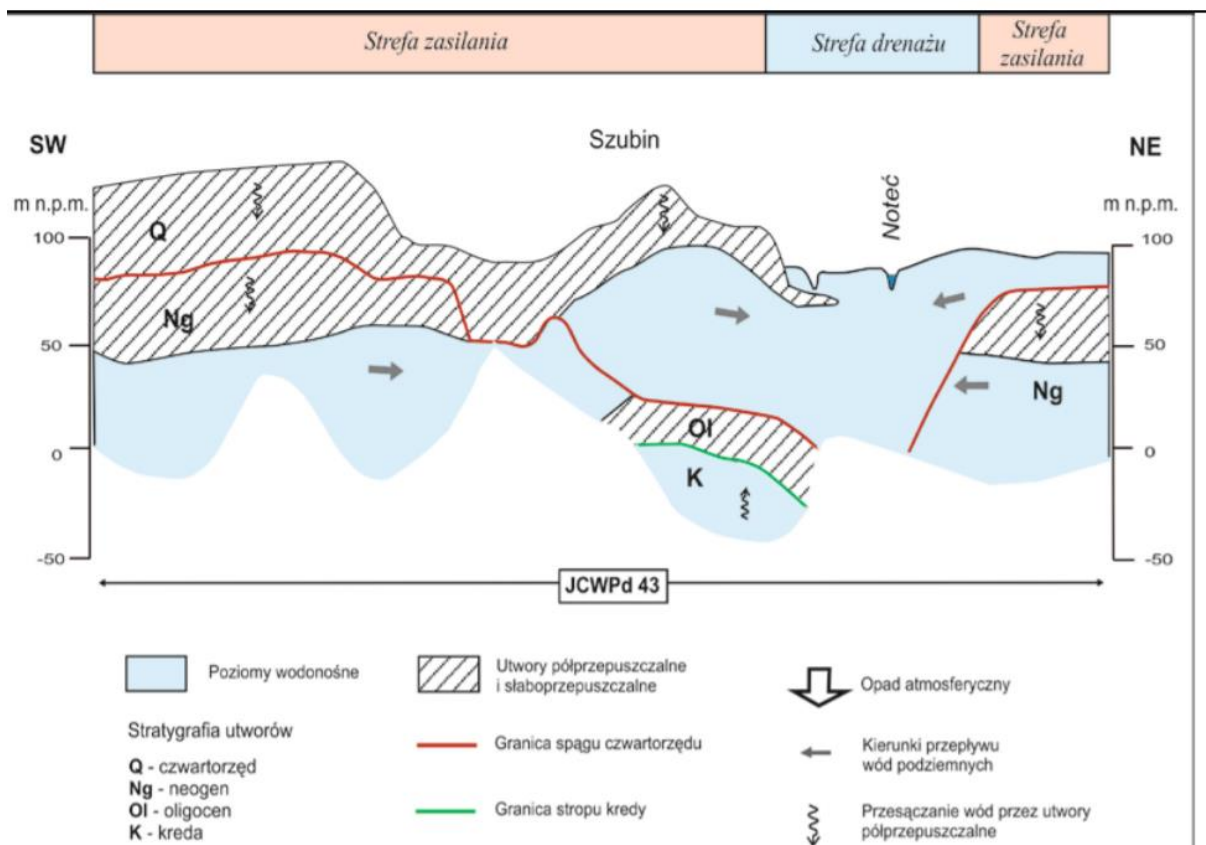 Strefa zasilania
Strefa drenażu
Strefa
zasilania
SW
Szubin
NE
m n.p.m.
Noteć
m n.p.m.
100
Q
100
Ng
50
50
Ng
Ol
0
0
K
-50
-50
JCWPd 43
Poziomy wodonośne
Utwory półprzepuszczalne
i słaboprzepuszczalne
Opad atmosferyczny
Stratygrafia utworów
Q - czwartorzęd
Ng - neogen
Ol - oligocen
K - kreda
Granica spągu czwartorzędu
Granica stropu kredy
Kierunki przepływu
wód podziemnych
Przesączanie wód przez utwory
półprzepuszczalne